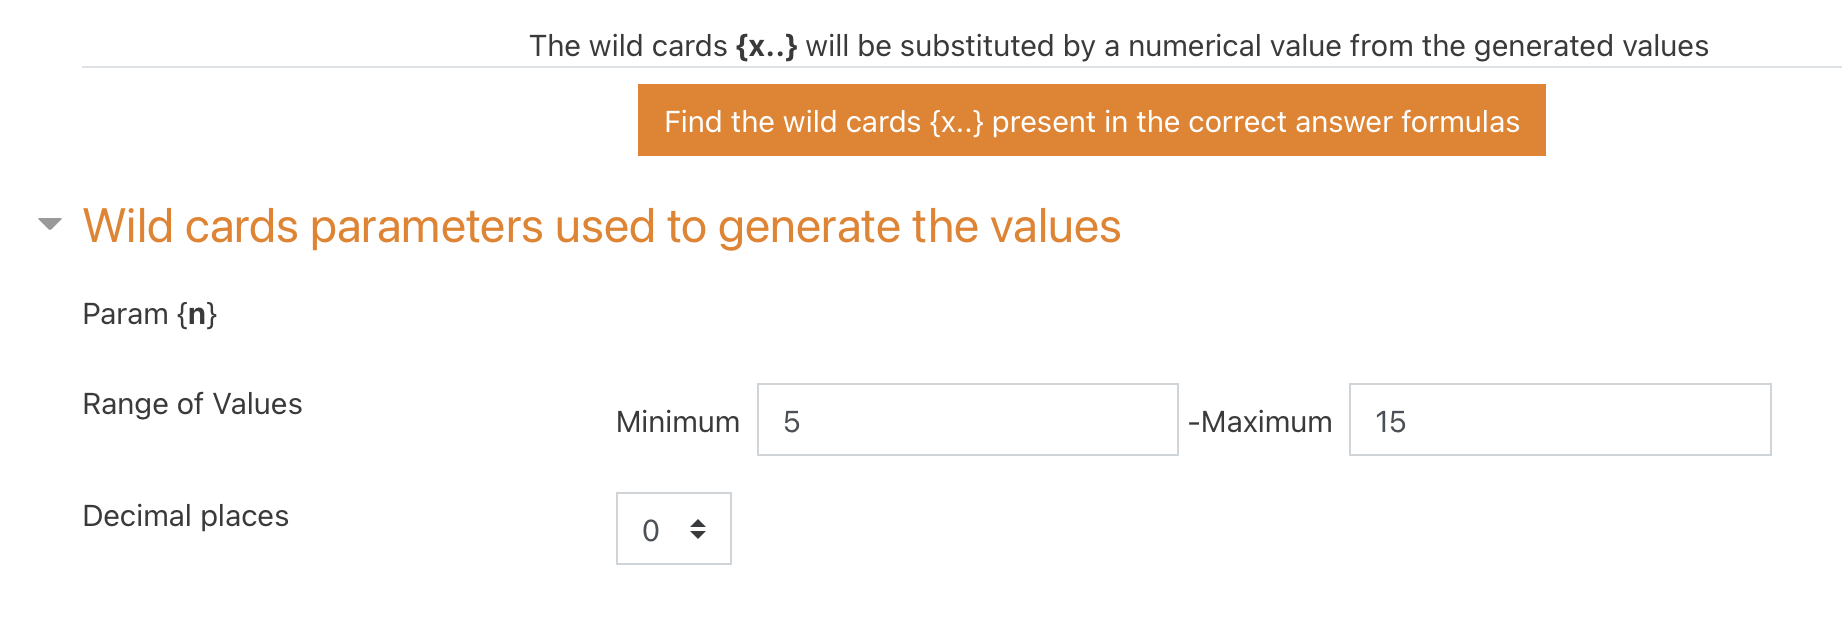 The wild cards {x..} will be substituted by a numerical value from the generated values
Find the wild cards {x..} present in the correct answer formulas
Wild cards parameters used to generate the values
Param {n}
Range of Values
Minimum 5 -Maximum 15
Decimal places 0